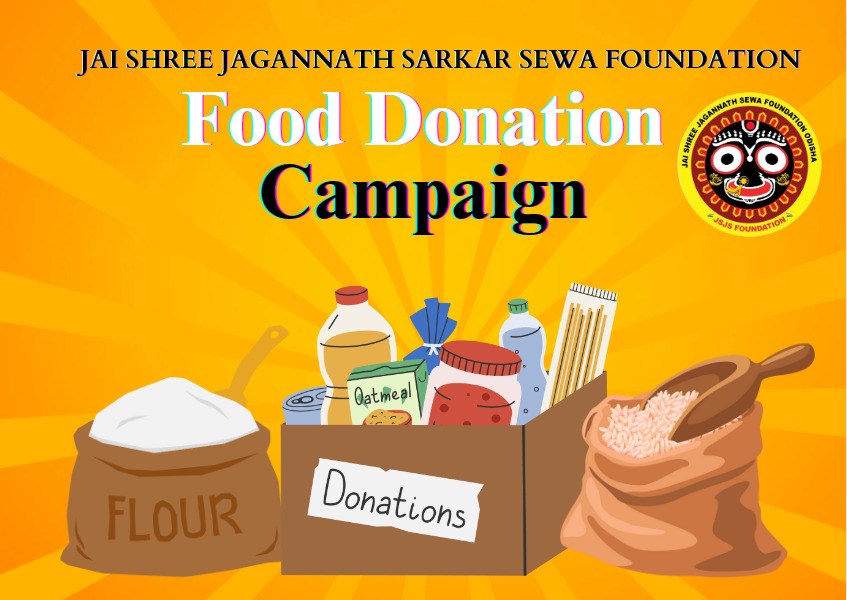 JAI SHREE JAGANNATH SARKAR SEWA FOUNDATION
Food Donation
Campaign
JAI SHREE JAGANNATH SEWA FOUNDATION ODISHA
JSJS FOUNDATION
Oatmeal
Donations
FLOUR